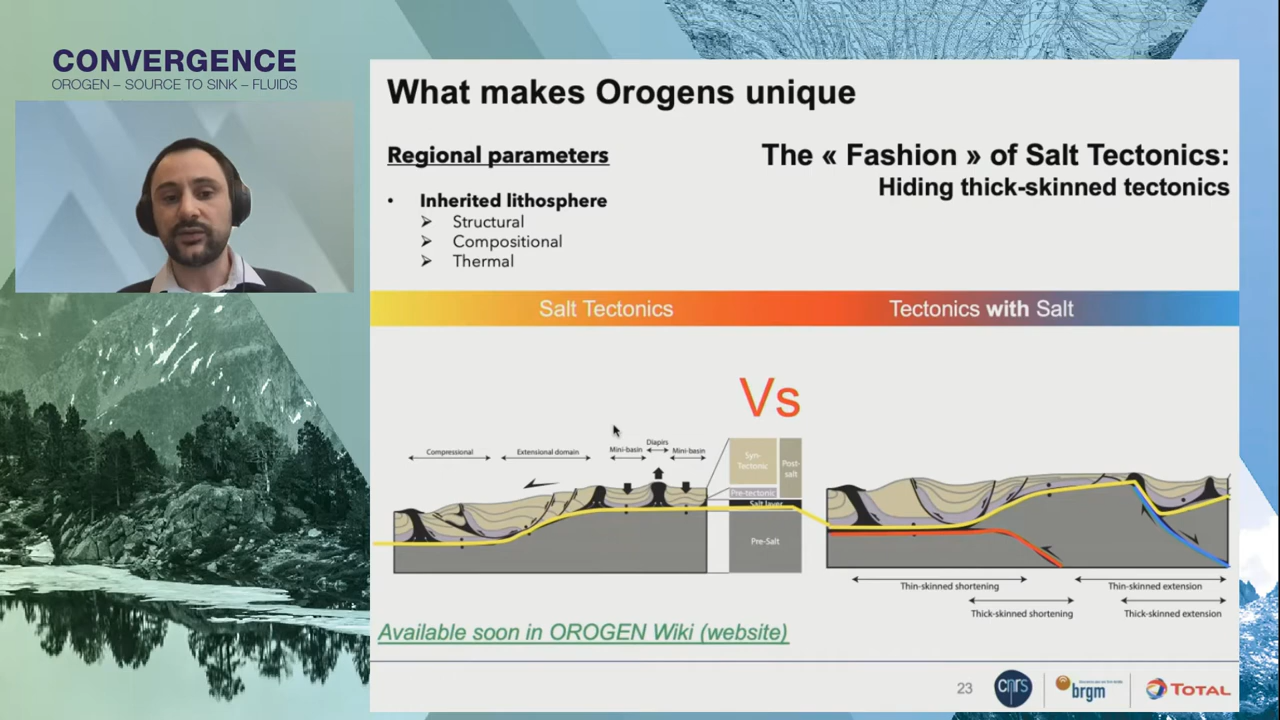 CONVERGENCE
OROGEN – SOURCE TO SINK – FLUIDS
What makes Orogens unique
Regional parameters
• Inherited lithosphere
Structural
Compositional
Thermal
The « Fashion » of Salt Tectonics:
Hiding thick-skinned tectonics
Salt Tectonics
Tectonics with Salt
Vs
Compressional
Extensional domain
Mini-basin
Diapirs
Mini-basin
Syn-
Tectonic
Post-
salt
Pre-tectonic
Salt layer
Pre-Salt
Thin-skinned shortening
Thin-skinned extension
Thick-skinned shortening
Thick-skinned extension
Available soon in OROGEN Wiki (website)
23
cnrs
brgm
TOTAL